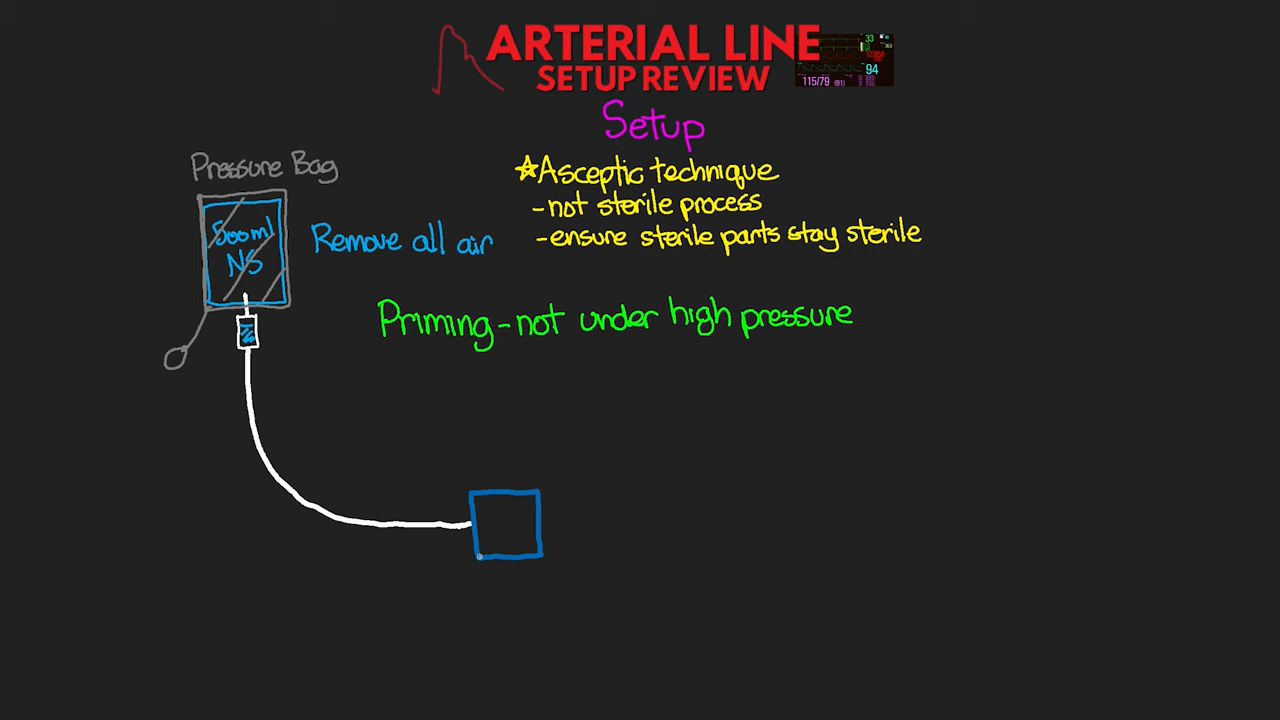 ARTERIAL LINE
SETUP REVIEW
33
94
115/79 (91)
Setup
Pressure Bag
☆Asceptic technique
-not sterile process
-ensure sterile parts stay sterile
500ml
NS
Remove all air
Priming-not under high pressure